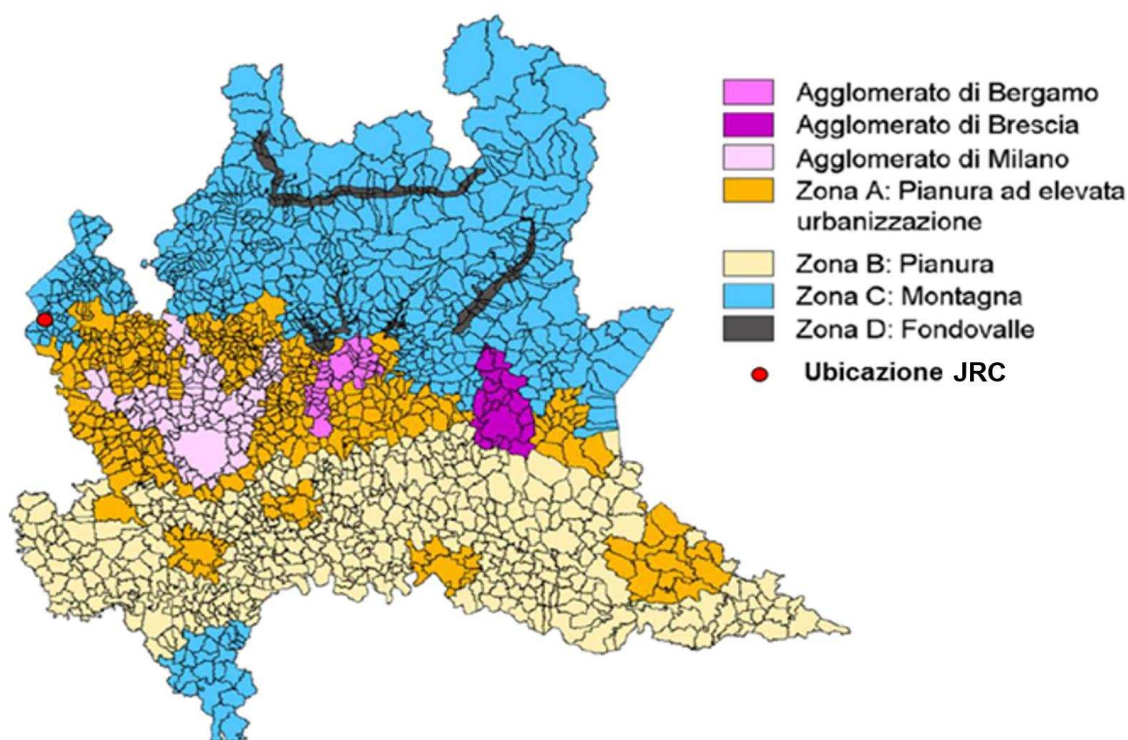 Agglomerato di Bergamo
Agglomerato di Brescia
Agglomerato di Milano
Zona A: Pianura ad elevata
urbanizzazione
Zona B: Pianura
Zona C: Montagna
Zona D: Fondovalle
Ubicazione JRC